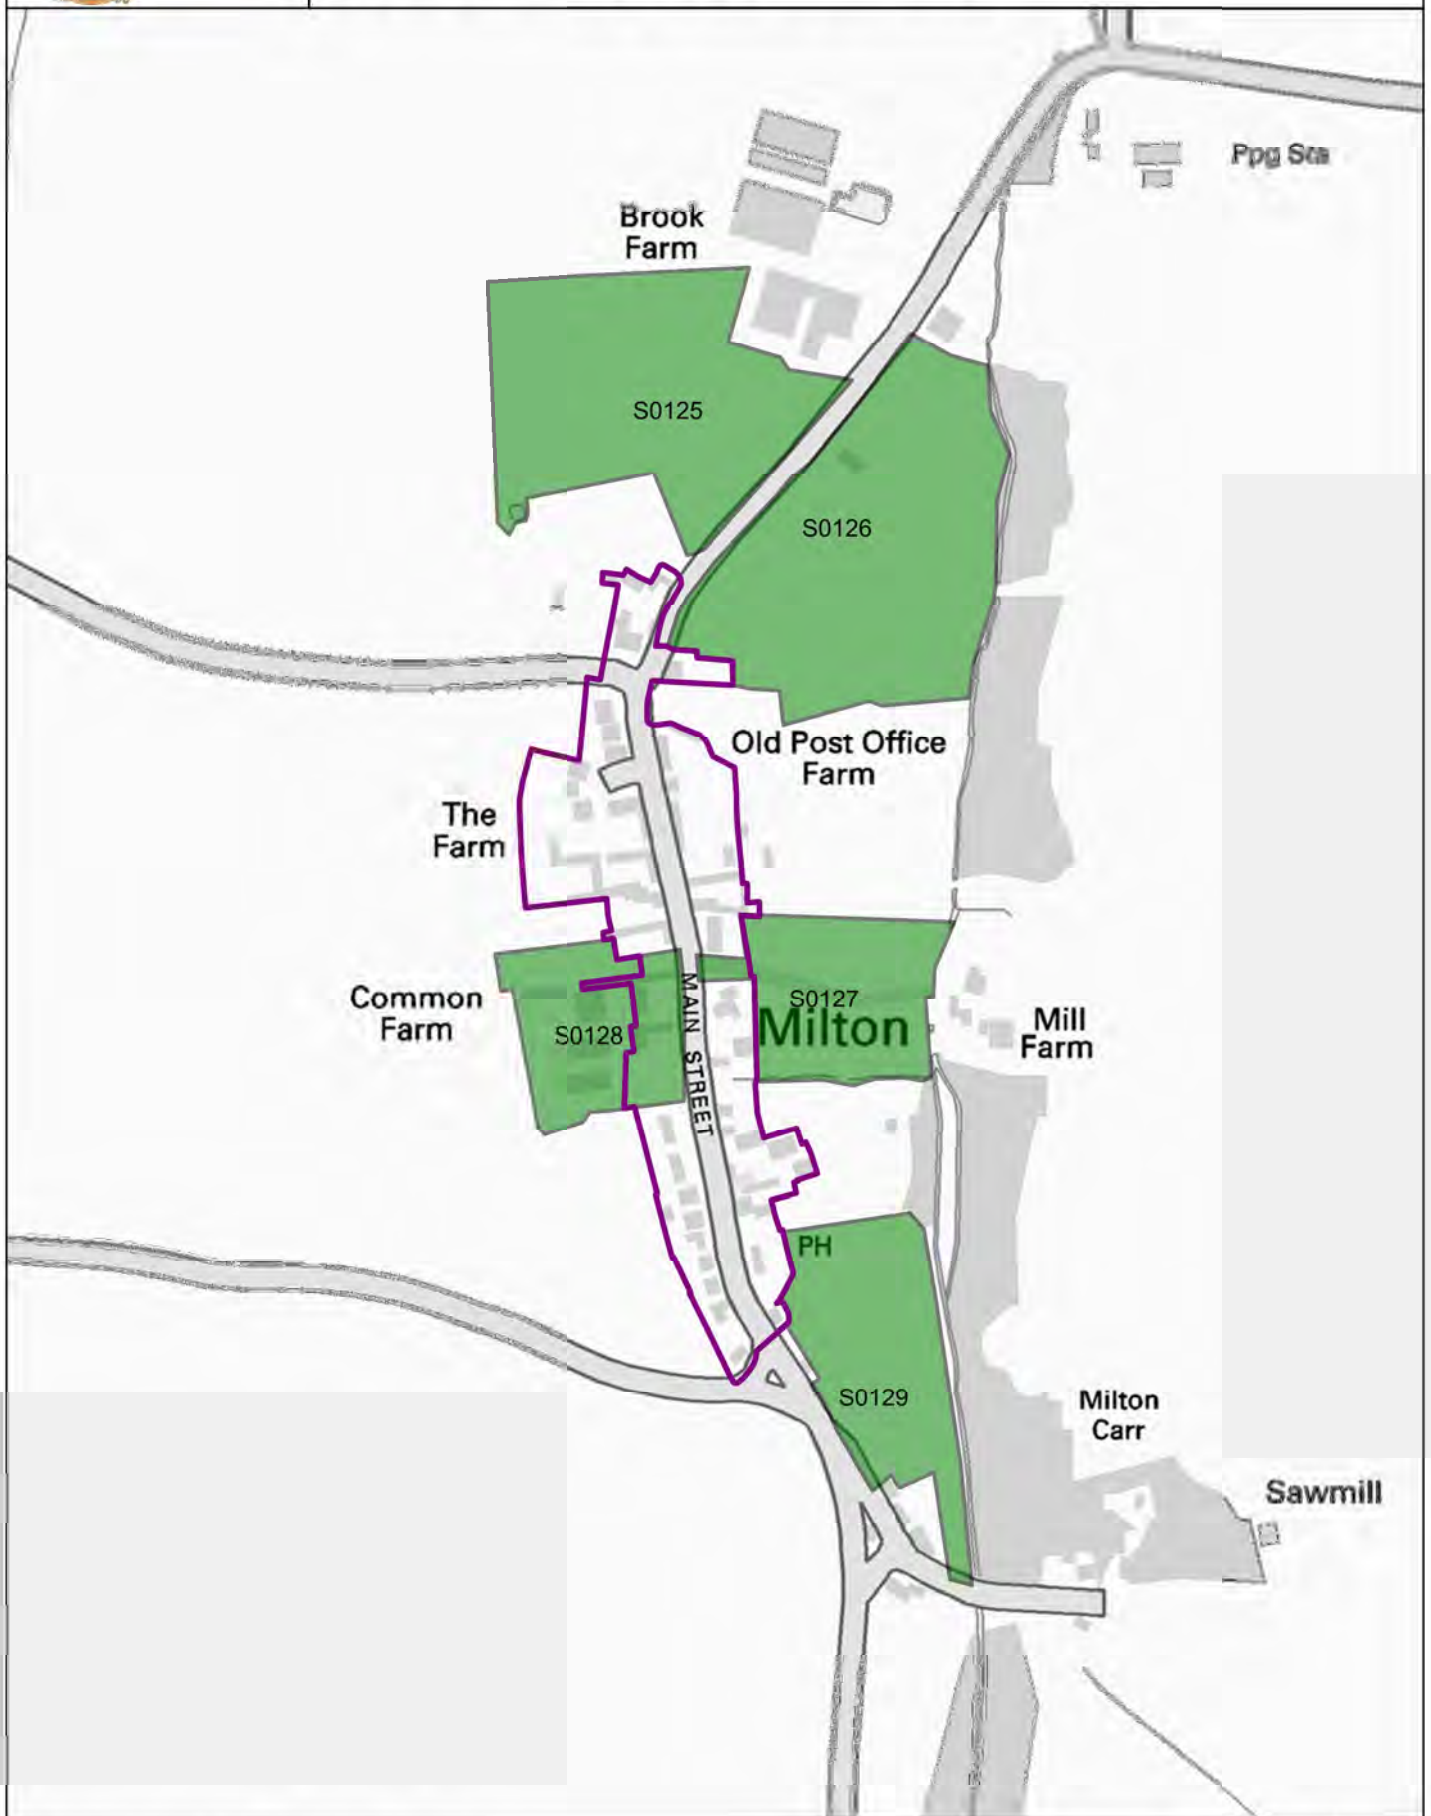 Ppg Sta
Brook
Farm
S0125
S0126
Old Post Office
Farm
The
Farm
Common
Farm
S0128
MAIN STREET
S0127
Milton
Mill
Farm
PH
S0129
Milton
Carr
Sawmill